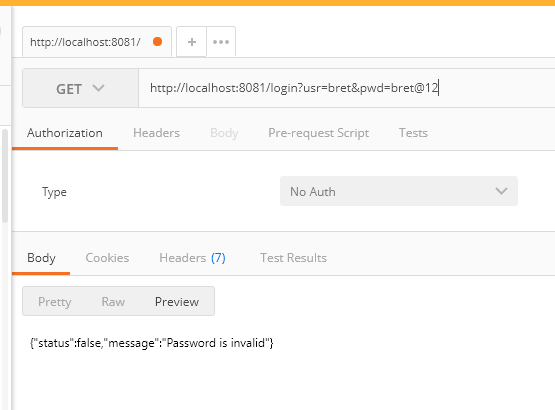 http://localhost:8081/
+
•••
GET http://localhost:8081/login?usr=bret&pwd=bret@12
Authorization Headers Body Pre-request Script Tests
Type No Auth
Body Cookies Headers (7) Test Results
Pretty Raw Preview
{"status":false,"message":"Password is invalid"}